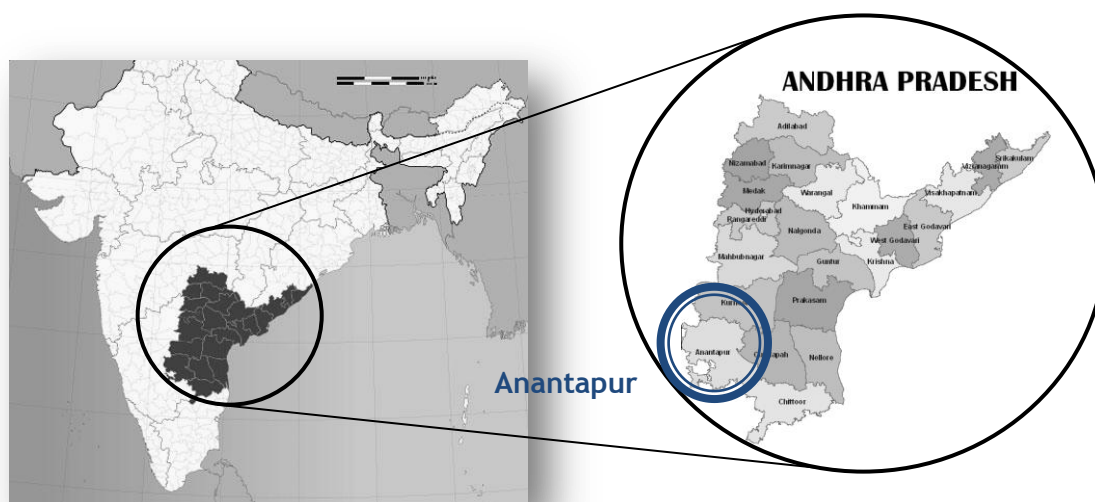 ANDHRA PRADESH
Adilabad
Nizamabad
Karimnagar
Srikakulam
Vizianagaram
Medak
Warangal
Visakhapatnam
Khammam
Hyderabad
Rangareddi
Nalgonda
East Godavari
West Godavari
Mahbubnagar
Guntur
Krishna
Prakasam
Anantapur
Nellore
Anantapur
Chittoor